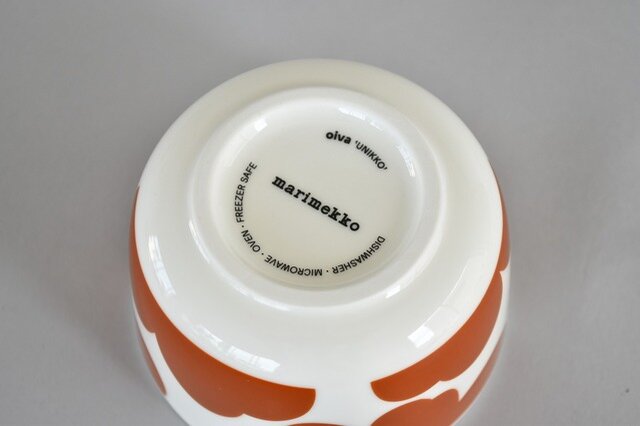 oiva 'UNIKKO'
marimekko
DISHWASHER · MICROWAVE · OVEN · FREEZER SAFE